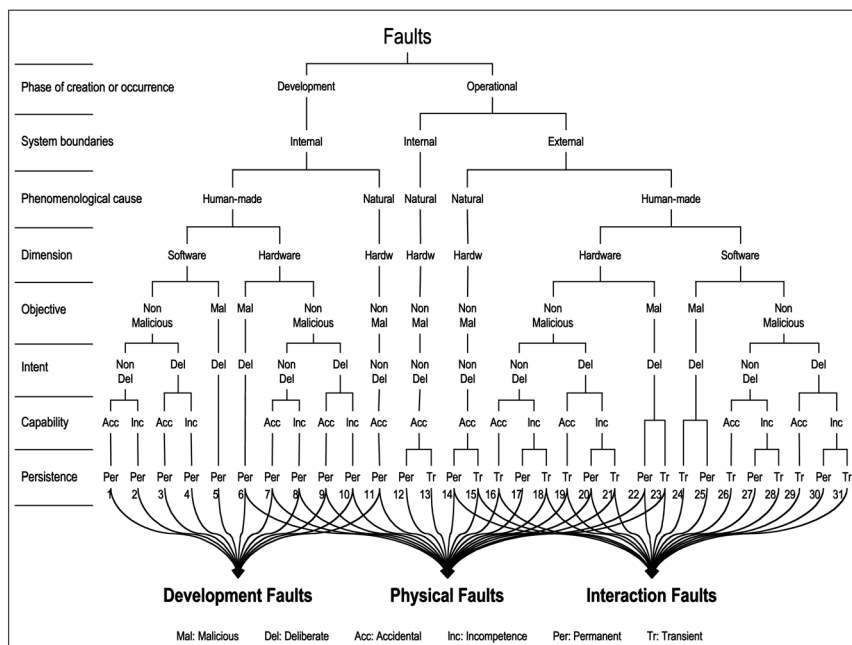 Faults
Phase of creation or occurrence Development Operational
System boundaries Internal Internal External
Phenomenological cause Human-made Natural Natural Natural Human-made
Dimension Software Hardware Hardw Hardw Hardw Hardware Software
Objective Non Mal Mal Non Non Non Non Non Mal Mal Non
Malicious Malicious Mal Mal Mal Malicious Malicious
Intent Non Del Del Del Non Del Non Non Non Non Del Del Del Non Del
Del Del Del Del Del Del Del
Capability Acc Inc Acc Inc Acc Inc Acc Inc Acc Acc Acc Acc Inc Acc Inc Acc Inc Acc Inc
Persistence Per Per Per Per Per Per Per Per Per Per Per Per Tr Per Tr Tr Per Tr Tr Per Tr Per Tr Tr Per Tr Per Tr Tr Per Tr
1 2 3 4 5 6 7 8 9 10 11 12 13 14 15 16 17 18 19 20 21 22 23 24 25 26 27 28 29 30 31
Development Faults Physical Faults Interaction Faults
Mal: Malicious Del: Deliberate Acc: Accidental Inc: Incompetence Per: Permanent Tr: Transient